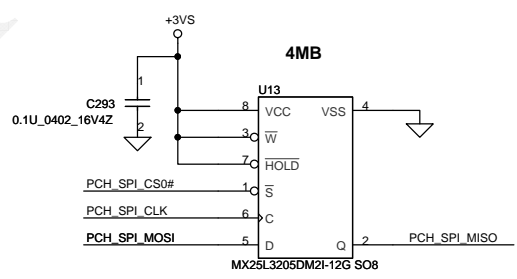 +3VS
4MB
1
C293
0.1U_0402_16V4Z
2
U13
8 VCC VSS 4
3 W
7 HOLD
PCH_SPI_CS0# 1 S
PCH_SPI_CLK 6 C
PCH_SPI_MOSI 5 D Q 2 PCH_SPI_MISO
MX25L3205DM2I-12G SO8